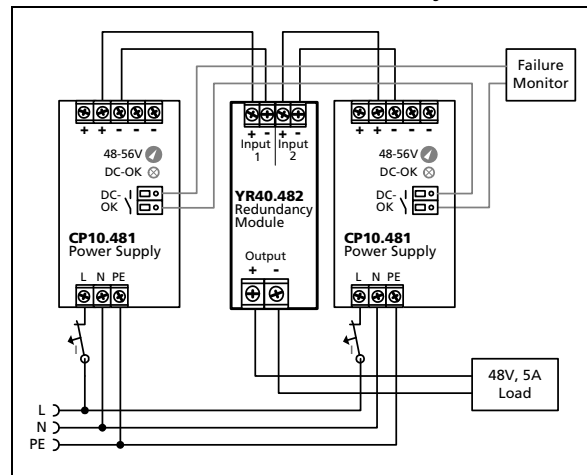 Failure
Monitor
+ + - - -
48-56V
DC-OK
DC-
OK
CP10.481
Power Supply
L N PE
+ - + -
Input Input
1 2
YR40.482
Redundancy
Module
Output
+ -
+ + - - -
48-56V
DC-OK
DC-
OK
CP10.481
Power Supply
L N PE
48V, 5A
Load
I
I
L
N
PE